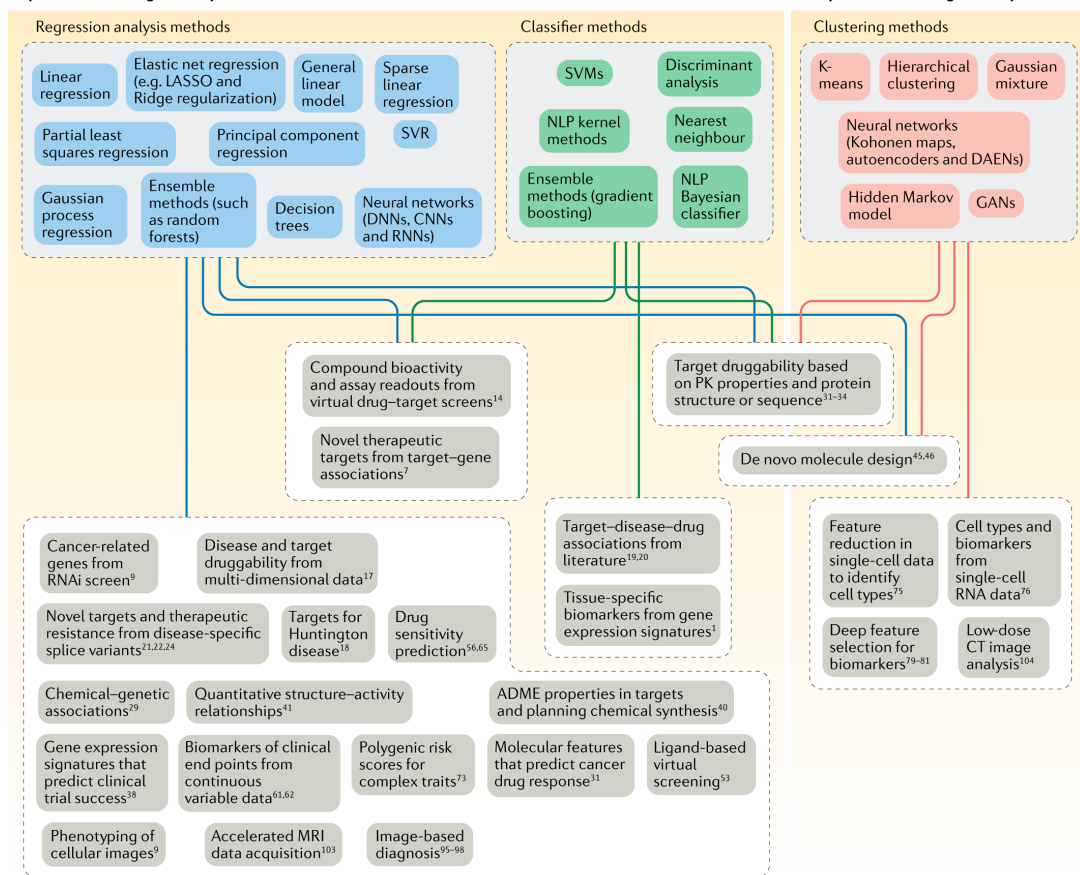 Regression analysis methods
Classifier methods
Clustering methods
Linear
regression
Elastic net regression
(e.g. LASSO and
Ridge regularization)
General
linear
model
Sparse
linear
regression
Partial least
squares regression
Principal component
regression
SVR
Gaussian
process
regression
Ensemble
methods (such
as random
forests)
Decision
trees
Neural networks
(DNNs, CNNs
and RNNs)
SVMs
Discriminant
analysis
NLP kernel
methods
Nearest
neighbour
Ensemble
methods (gradient
boosting)
NLP
Bayesian
classifier
K-
means
Hierarchical
clustering
Gaussian
mixture
Neural networks
(Kohonen maps,
autoencoders and DAENs)
Hidden Markov
model
GANs
Compound bioactivity
and assay readouts from
virtual drug–target screens14
Novel therapeutic
targets from target–gene
associations7
Target druggability based
on PK properties and protein
structure or sequence31–34
De novo molecule design45,46
Cancer-related
genes from
RNAi screen9
Disease and target
druggability from
multi-dimensional data17
Novel targets and therapeutic
resistance from disease-specific
splice variants21,22,24
Targets for
Huntington
disease18
Drug
sensitivity
prediction56,65
Chemical–genetic
associations29
Quantitative structure–activity
relationships41
ADME properties in targets
and planning chemical synthesis40
Gene expression
signatures that
predict clinical
trial success38
Biomarkers of clinical
end points from
continuous
variable data61,62
Polygenic risk
scores for
complex traits73
Molecular features
that predict cancer
drug response31
Ligand-based
virtual
screening53
Phenotyping of
cellular images9
Accelerated MRI
data acquisition103
Image-based
diagnosis95–98
Target–disease–drug
associations from
literature19,20
Tissue-specific
biomarkers from gene
expression signatures1
Feature
reduction in
single-cell data
to identify
cell types75
Cell types and
biomarkers
from
single-cell
RNA data76
Deep feature
selection for
biomarkers79–81
Low-dose
CT image
analysis104